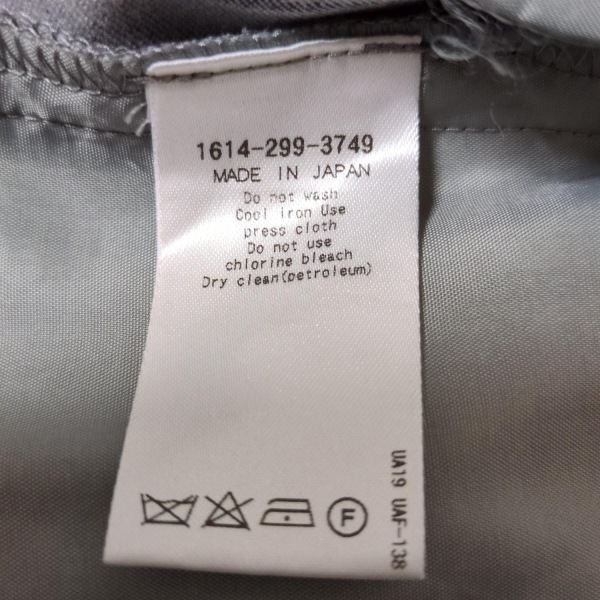 1614-299-3749
MADE IN JAPAN
Do not wash
Cool iron Use
press cloth
Do not use
chlorine bleach
Dry clean(petroleum)
F
UA19 UAF-138